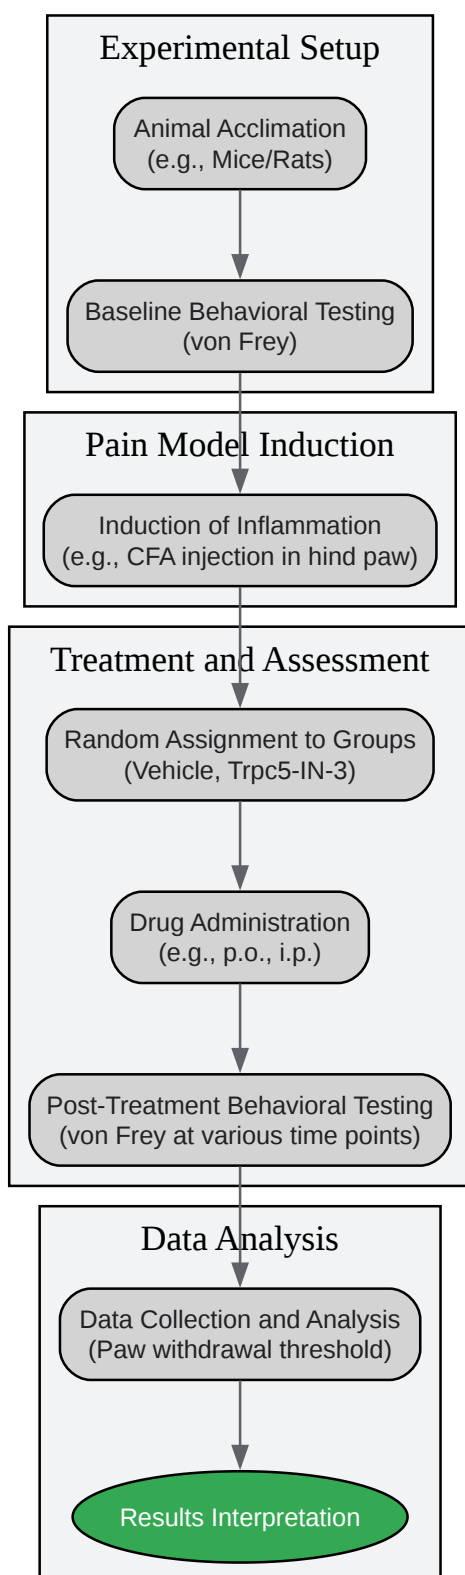 Experimental Setup
Animal Acclimation
(e.g., Mice/Rats)
Baseline Behavioral Testing
(von Frey)
Pain Model Induction
Induction of Inflammation
(e.g., CFA injection in hind paw)
Treatment and Assessment
Random Assignment to Groups
(Vehicle, Trpc5-IN-3)
Drug Administration
(e.g., p.o., i.p.)
Post-Treatment Behavioral Testing
(von Frey at various time points)
Data Analysis
Data Collection and Analysis
(Paw withdrawal threshold)
Results Interpretation